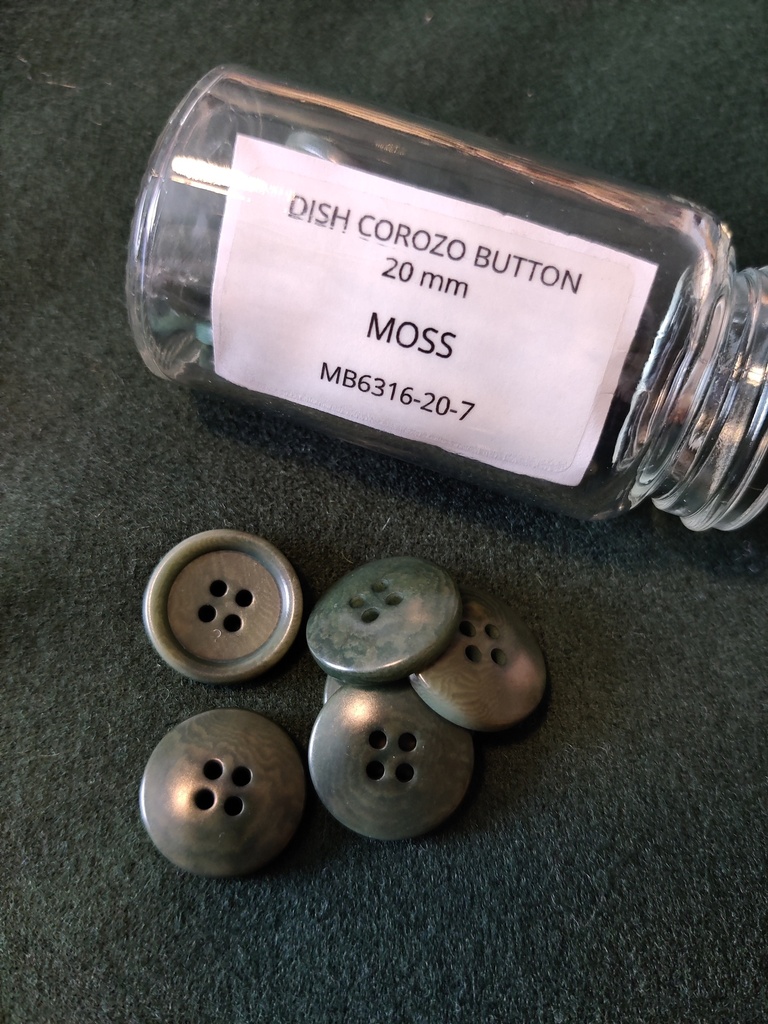 DISH COROZO BUTTON
20 mm
MOSS
MB6316-20-7